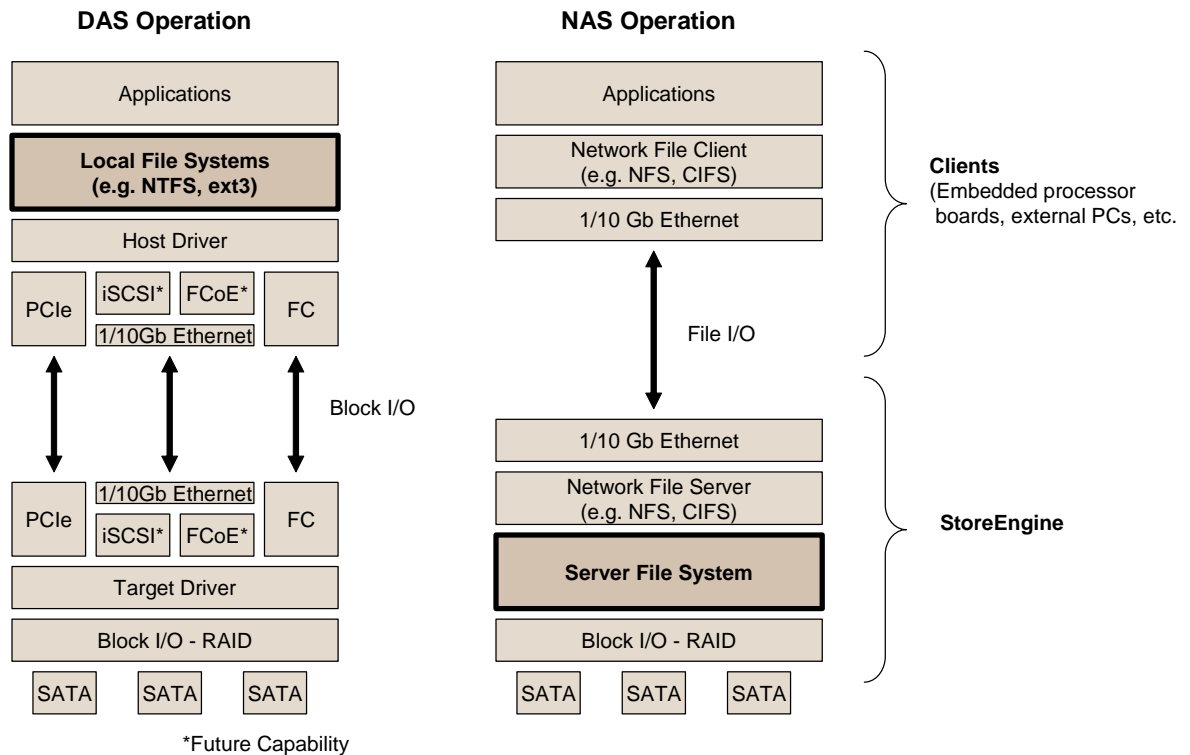 DAS Operation
Applications
Local File Systems
(e.g. NTFS, ext3)
Host Driver
PCIe
iSCSI*
FCoE*
1/10Gb Ethernet
FC
Block I/O
PCIe
1/10Gb Ethernet
iSCSI*
FCoE*
FC
Target Driver
Block I/O - RAID
SATA
SATA
SATA
*Future Capability
NAS Operation
Applications
Network File Client
(e.g. NFS, CIFS)
1/10 Gb Ethernet
File I/O
1/10 Gb Ethernet
Network File Server
(e.g. NFS, CIFS)
Server File System
Block I/O - RAID
SATA
SATA
SATA
Clients
(Embedded processor
boards, external PCs, etc.
StoreEngine